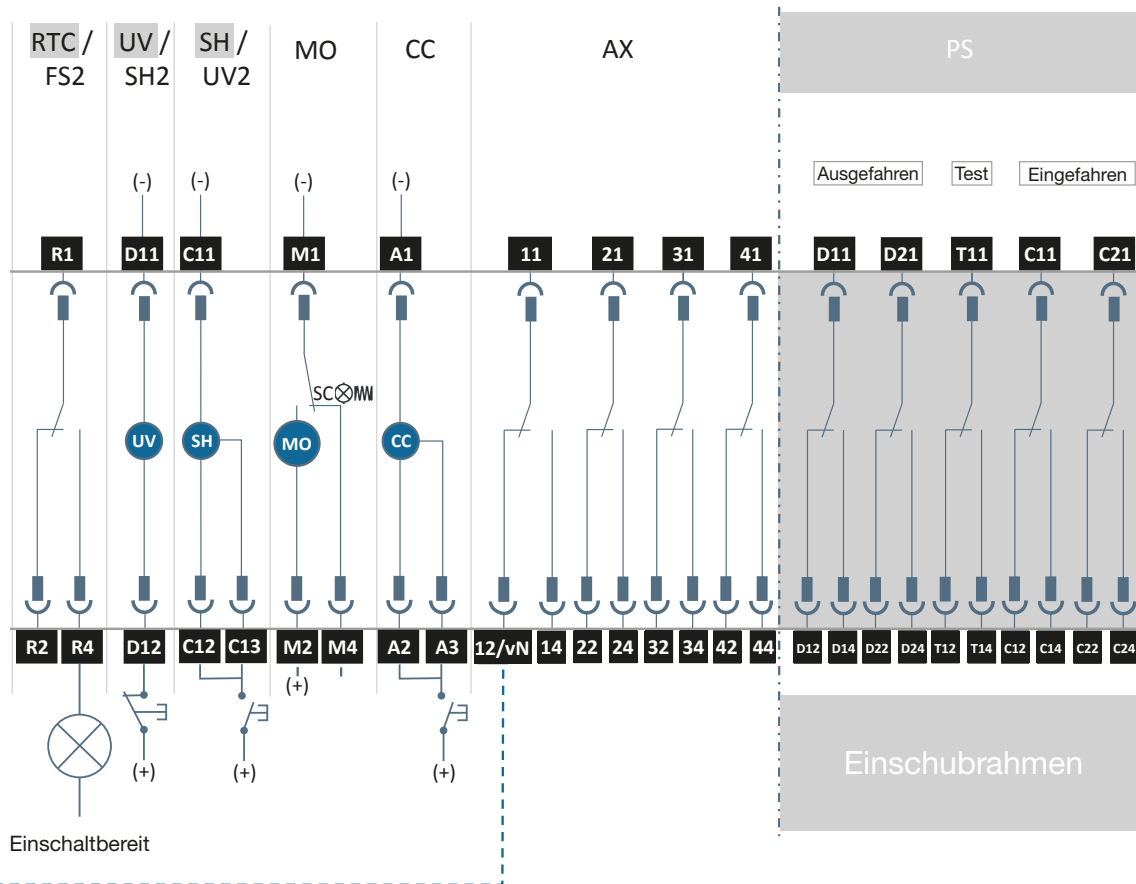 RTC / UV / SH / MO CC AX PS
FS2 SH2 UV2
Ausgefahren Test Eingefahren
(-) (-) (-) (-)
R1 D11 C11 M1 A1 11 21 31 41 D11 D21 T11 C11 C21
SC
UV SH MO CC
R2 R4 D12 C12 C13 M2 M4 A2 A3 12/vN 14 22 24 32 34 42 44 D12 D14 D22 D24 T12 T14 C12 C14 C22 C24
(+)
(+) (+) (+)
Einschubrahmen
Einschaltbereit